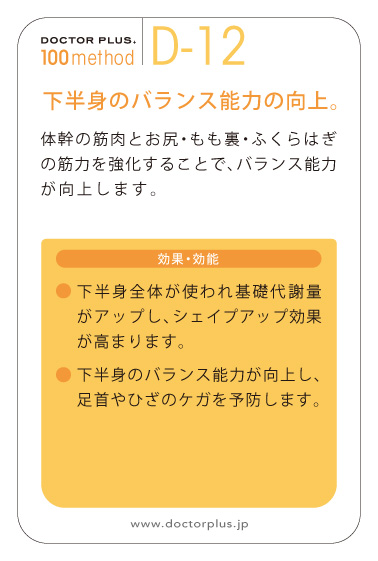 DOCTOR PLUS.
100method
D-12
下半身のバランス能力の向上。
体幹の筋肉とお尻・もも裏・ふくらはぎ
の筋力を強化することで、バランス能力
が向上します。
効果・効能
● 下半身全体が使われ基礎代謝量
がアップし、シェイプアップ効果
が高まります。
● 下半身のバランス能力が向上し、
足首やひざのケガを予防します。
www.doctorplus.jp